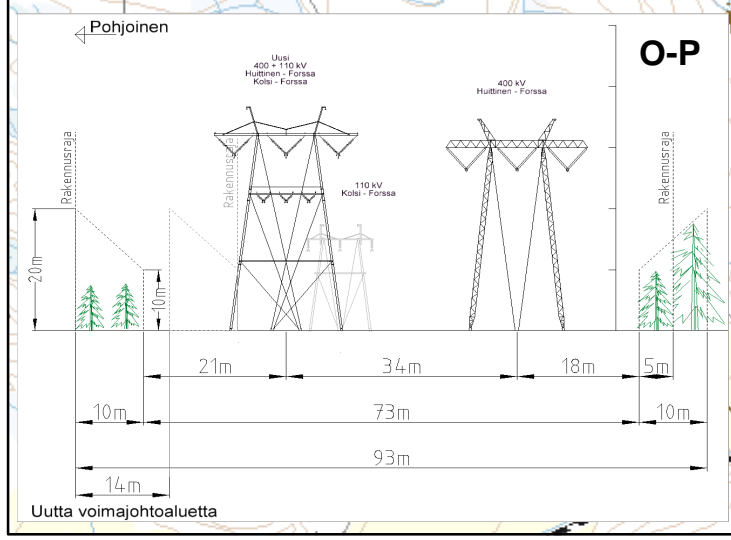 Pohjoinen
O-P
Uusi
400 + 110 kV
Huittinen - Forssa
Kolsi - Forssa
400 kV
Huittinen - Forssa
Rakennusraja
Rakennusraja
Rakennusraja
110 kV
Kolsi - Forssa
20m
10m
21m
34m
18m
5m
10m
73m
10m
93m
14m
Uutta voimajohtoaluetta